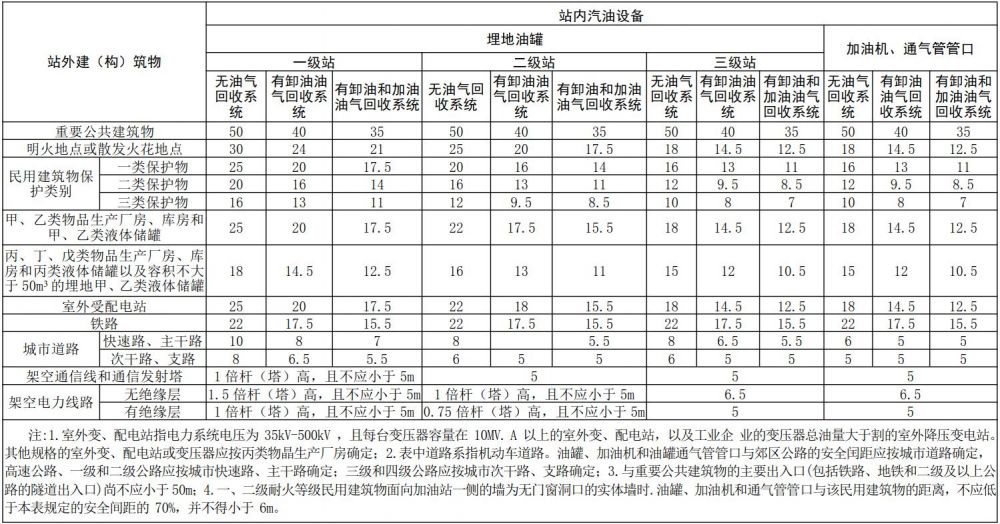 站外建（构）筑物 站内汽油设备
埋地油罐 加油机、通气管管口
一级站 二级站 三级站
无油气回收系统 有卸油油气回收系统 有卸油和加油油气回收系统 无油气回收系统 有卸油油气回收系统 有卸油和加油油气回收系统 无油气回收系统 有卸油油气回收系统 有卸油和加油油气回收系统 无油气回收系统 有卸油油气回收系统 有卸油和加油油气回收系统
重要公共建筑物 50 40 35 50 40 35 50 40 35 50 40 35
明火地点或散发火花地点 30 24 21 25 20 17.5 18 14.5 12.5 18 14.5 12.5
民用建筑物保护类别 一类保护物 25 20 17.5 20 16 14 16 13 11 16 13 11
二类保护物 20 16 14 16 13 11 12 9.5 8.5 12 9.5 8.5
三类保护物 16 13 11 12 9.5 8.5 10 8 7 10 8 7
甲、乙类物品生产厂房、库房和
甲、乙类液体储罐 25 20 17.5 22 17.5 15.5 18 14.5 12.5 18 14.5 12.5
丙、丁、戊类物品生产厂房、库
房和丙类液体储罐以及容积不大
于50m³的埋地甲、乙类液体储罐 18 14.5 12.5 16 13 11 15 12 10.5 15 12 10.5
室外变配电站 25 20 17.5 22 18 15.5 18 14.5 12.5 18 14.5 12.5
铁路 22 17.5 15.5 22 17.5 15.5 22 17.5 15.5 22 17.5 15.5
城市道路 快速路、主干路 10 8 7 8 5.5 8 6.5 5.5 6 5 5
次干路、支路 8 6.5 5.5 6 5 5 6 5 5 5 5 5
架空通信线和通信发射塔 1倍杆（塔）高，且不应小于5m 5 5 5
架空电力线路 无绝缘层 1.5倍杆（塔）高，且不应小于5m 1倍杆（塔）高，且不应小于5m 6.5 6.5
有绝缘层 1倍杆（塔）高，且不应小于5m 0.75倍杆（塔）高，且不应小于5m 5 5
注:1.室外变、配电站指电力系统电压为 35kV-500kV ，且每台变压器容量在 10MV.A 以上的室外变、配电站，以及工业企 业的变压器总油量大于割的室外降压变电站。
其他规格的室外变、配电站或变压器应按丙类物品生产厂房确定；2.表中道路系指机动车道路。油罐、加油机和油罐通气管管口与郊区公路的安全闰距应按城市道路确定，
高速公路、一级和二级公路应按城市快速路、主干路确定；三级和四级公路应按城市次干路、支路确定；3.与重要公共建筑物的主要出入口(包括铁路、地铁和二级及以上公
路的隧道出入口)尚不应小于50m；4.一、二级耐火等级民用建筑物面向加油站一侧的墙为无门窗洞口的实体墙时.油罐、加油机和通气管管口与该民用建筑物的距离，不应低
于本表规定的安全间距的 70%，并不得小于 6m。